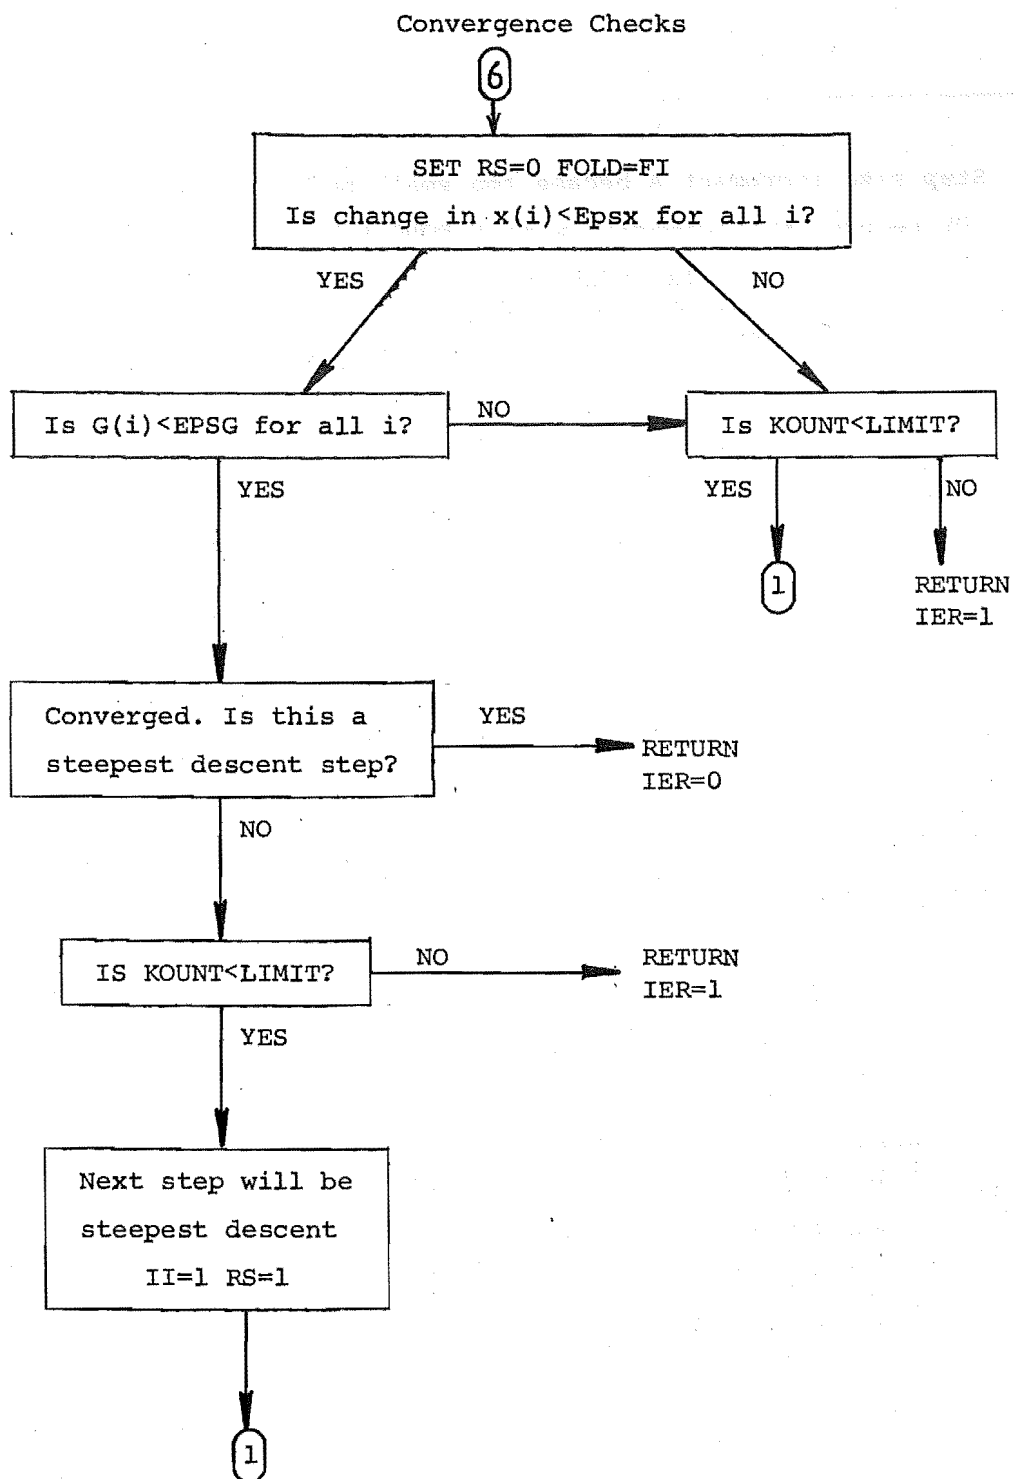 Convergence Checks
6
SET RS=0 FOLD=FI
Is change in x(i)<Epsx for all i?
YES
NO
Is G(i)<EPSG for all i?
NO
Is KOUNT<LIMIT?
YES
YES
NO
1
RETURN
IER=1
Converged. Is this a
steepest descent step?
YES
RETURN
IER=0
NO
IS KOUNT<LIMIT?
NO
RETURN
IER=1
YES
Next step will be
steepest descent
II=1 RS=1
1